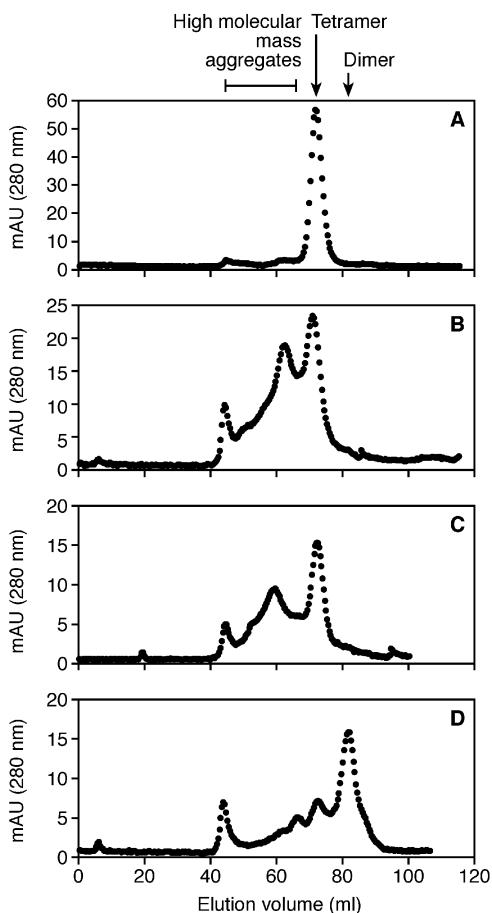 High molecular
mass
aggregates
Tetramer
Dimer
A
60
50
40
30
20
10
0
mAU (280 nm)
B
25
20
15
10
5
0
mAU (280 nm)
C
20
15
10
5
0
mAU (280 nm)
D
20
15
10
5
0
mAU (280 nm)
0 20 40 60 80 100 120
Elution volume (ml)